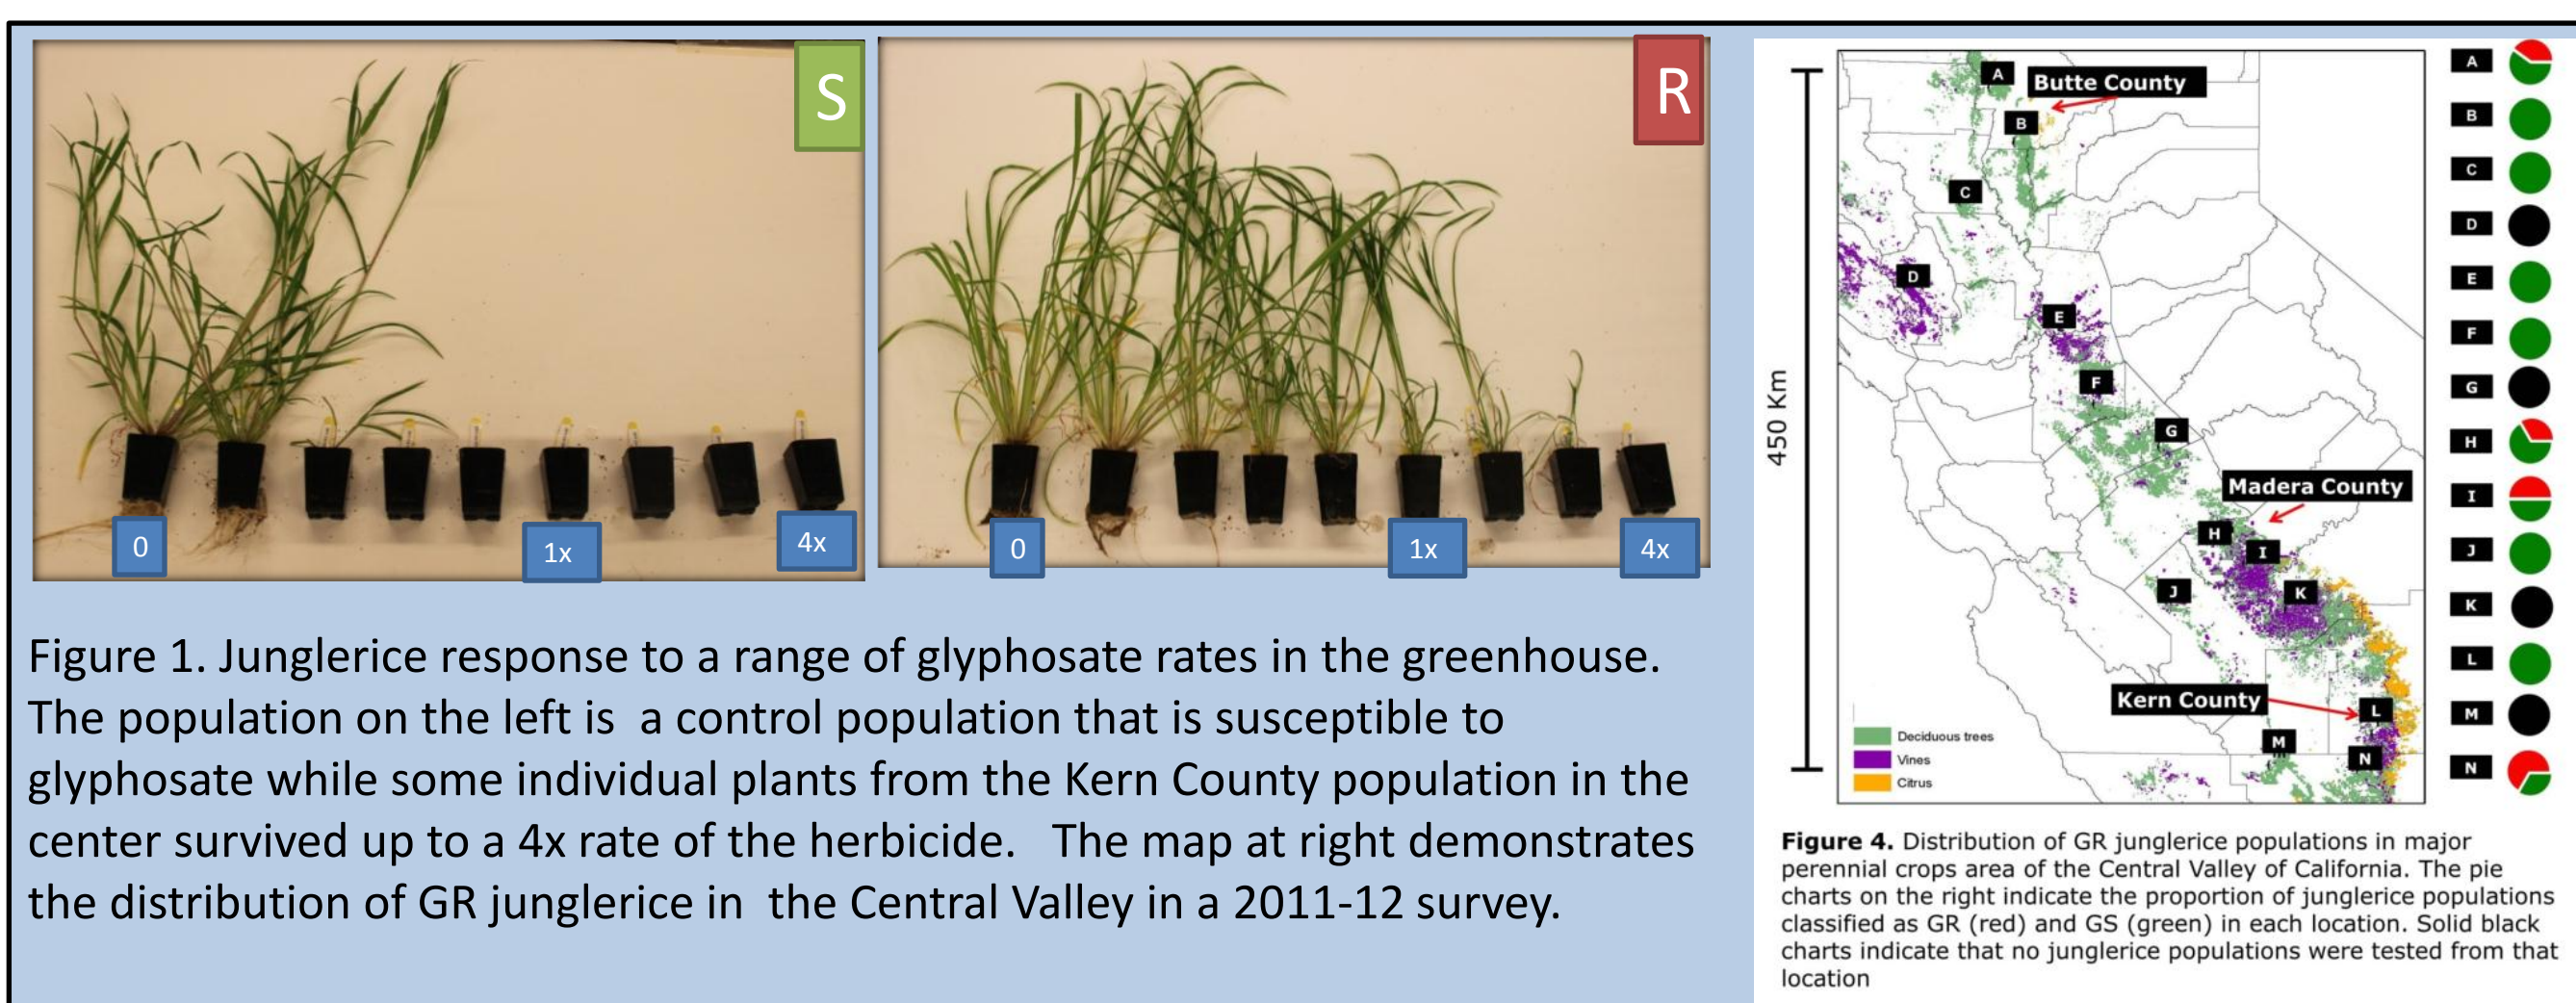 S
R
0
1x
4x
0
1x
4x
Figure 1. Junglerice response to a range of glyphosate rates in the greenhouse.
The population on the left is  a control population that is susceptible to
glyphosate while some individual plants from the Kern County population in the
center survived up to a 4x rate of the herbicide.   The map at right demonstrates
the distribution of GR junglerice in  the Central Valley in a 2011-12 survey.
450 Km
A
Butte County
B
C
D
E
F
G
Madera County
H
I
K
J
Kern County
L
M
N
Deciduous trees
Vines
Citrus
A
B
C
D
E
F
G
H
I
J
K
L
M
N
Figure 4. Distribution of GR junglerice populations in major
perennial crops area of the Central Valley of California. The pie
charts on the right indicate the proportion of junglerice populations
classified as GR (red) and GS (green) in each location. Solid black
charts indicate that no junglerice populations were tested from that
location